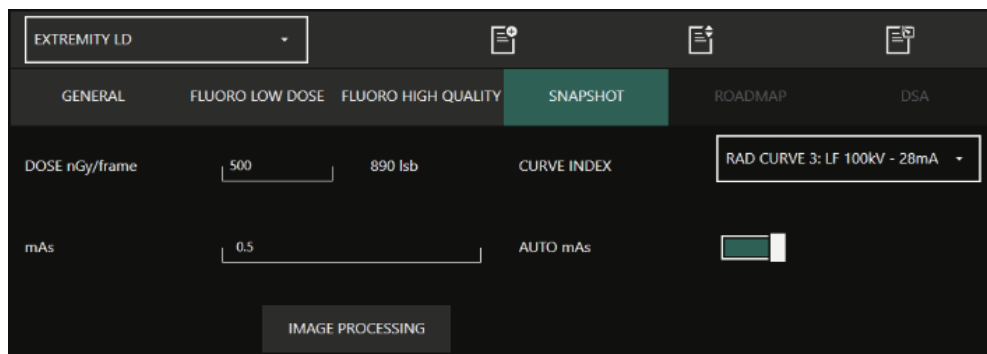 EXTREMITY LD
GENERAL FLUORO LOW DOSE FLUORO HIGH QUALITY SNAPSHOT ROADMAP DSA
DOSE nGy/frame 500 890 lsb CURVE INDEX RAD CURVE 3: LF 100kV - 28mA
mAs 0.5 AUTO mAs
IMAGE PROCESSING